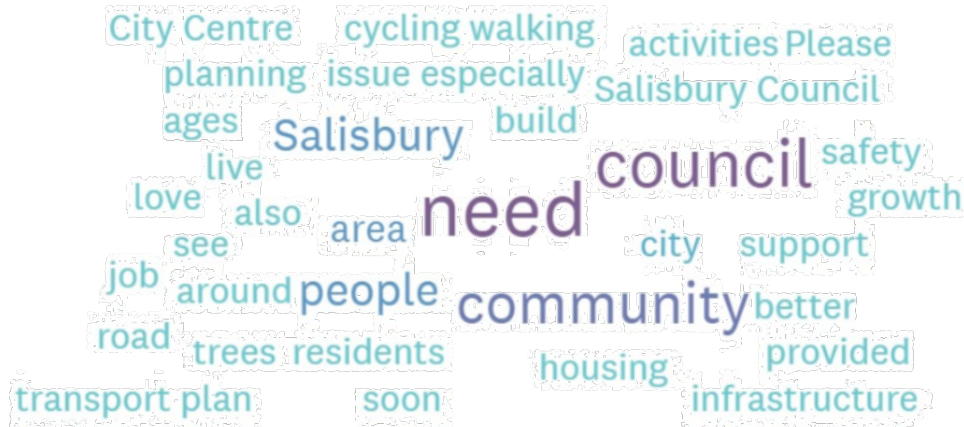 City Centre cycling walking activities Please
planning issue especially Salisbury Council
ages Salisbury build council safety
live
love also need growth
see area city support
job around people community better
road trees residents housing provided
transport plan soon infrastructure